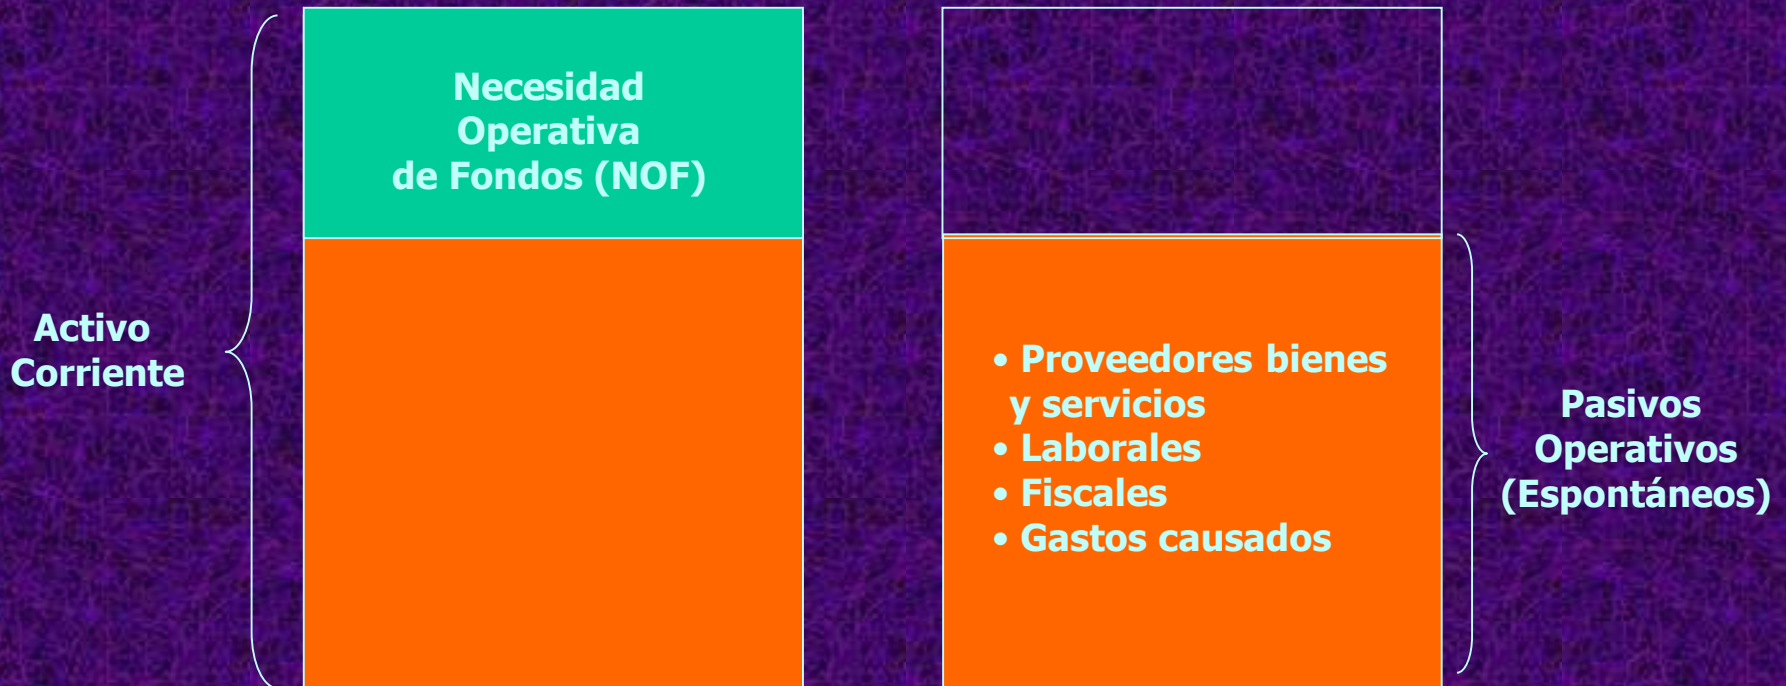 Necesidad
Operativa
de Fondos (NOF)
Activo
Corriente
• Proveedores bienes
y servicios
• Laborales
• Fiscales
• Gastos causados
Pasivos
Operativos
(Espontáneos)